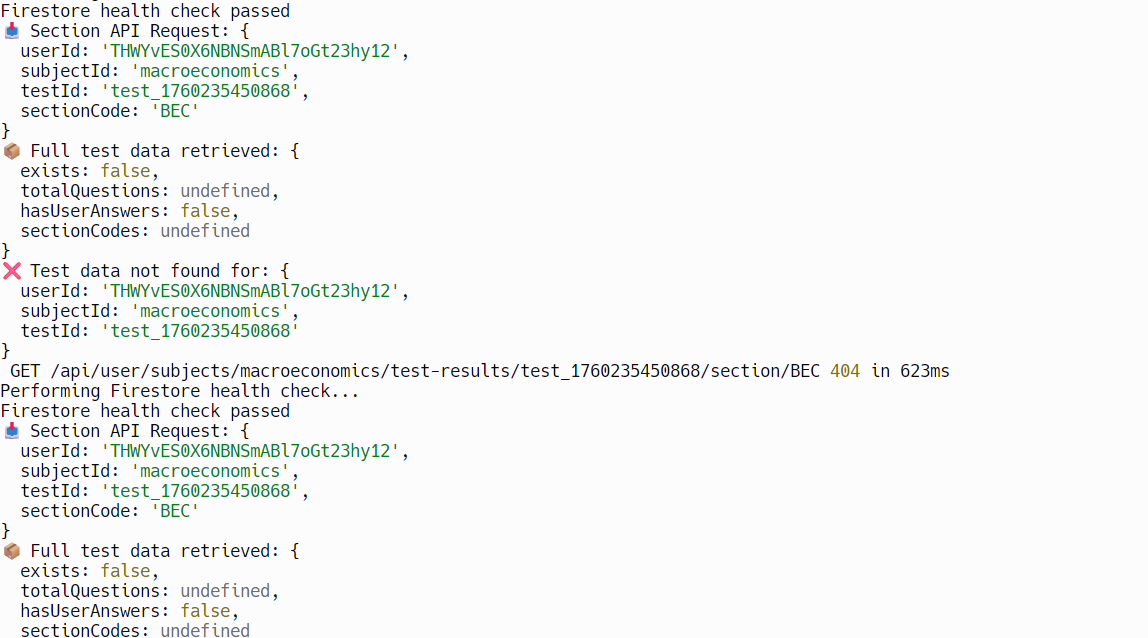 Firestore health check passed
📥 Section API Request: {
  userId: 'THWYvES0X6NBNSmABl7oGt23hy12',
  subjectId: 'macroeconomics',
  testId: 'test_1760235450868',
  sectionCode: 'BEC'
}
📦 Full test data retrieved: {
  exists: false,
  totalQuestions: undefined,
  hasUserAnswers: false,
  sectionCodes: undefined
}
❌ Test data not found for: {
  userId: 'THWYvES0X6NBNSmABl7oGt23hy12',
  subjectId: 'macroeconomics',
  testId: 'test_1760235450868'
}
 GET /api/user/subjects/macroeconomics/test-results/test_1760235450868/section/BEC 404 in 623ms
Performing Firestore health check...
Firestore health check passed
📥 Section API Request: {
  userId: 'THWYvES0X6NBNSmABl7oGt23hy12',
  subjectId: 'macroeconomics',
  testId: 'test_1760235450868',
  sectionCode: 'BEC'
}
📦 Full test data retrieved: {
  exists: false,
  totalQuestions: undefined,
  hasUserAnswers: false,
  sectionCodes: undefined